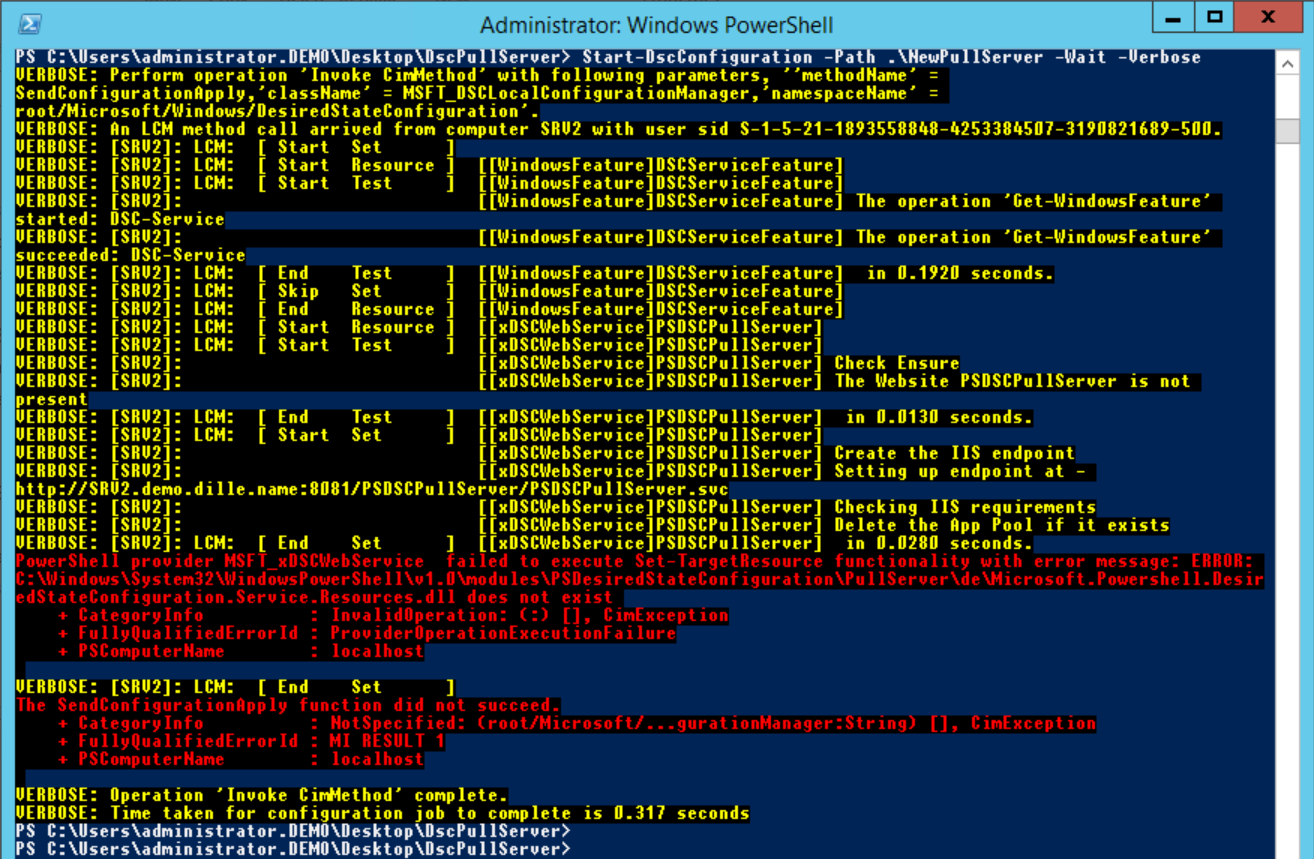 Administrator: Windows PowerShell
PS C:\Users\administrator.DEMO\Desktop\DscPullServer> Start-DscConfiguration -Path .\NewPullServer -Wait -Verbose
VERBOSE: Perform operation 'Invoke CimMethod' with following parameters, ''methodName' =
SendConfigurationApply,'className' = MSFT_DSCLocalConfigurationManager,'namespaceName' =
root/Microsoft/Windows/DesiredStateConfiguration'.
VERBOSE: An LCM method call arrived from computer SRV2 with user sid S-1-5-21-1893558848-4253384507-3190821689-500.
VERBOSE: [SRV2]: LCM:  [ Start  Set      ]
VERBOSE: [SRV2]: LCM:  [ Start  Resource ]  [[WindowsFeature]DSCServiceFeature]
VERBOSE: [SRV2]: LCM:  [ Start  Test     ]  [[WindowsFeature]DSCServiceFeature]
VERBOSE: [SRV2]:                            [[WindowsFeature]DSCServiceFeature] The operation 'Get-WindowsFeature'
started: DSC-Service
VERBOSE: [SRV2]:                            [[WindowsFeature]DSCServiceFeature] The operation 'Get-WindowsFeature'
succeeded: DSC-Service
VERBOSE: [SRV2]: LCM:  [ End    Test     ]  [[WindowsFeature]DSCServiceFeature]  in 0.1920 seconds.
VERBOSE: [SRV2]: LCM:  [ Skip   Set      ]  [[WindowsFeature]DSCServiceFeature]
VERBOSE: [SRV2]: LCM:  [ End    Resource ]  [[WindowsFeature]DSCServiceFeature]
VERBOSE: [SRV2]: LCM:  [ Start  Resource ]  [[xDSCWebService]PSDSCPullServer]
VERBOSE: [SRV2]: LCM:  [ Start  Test     ]  [[xDSCWebService]PSDSCPullServer]
VERBOSE: [SRV2]:                            [[xDSCWebService]PSDSCPullServer] Check Ensure
VERBOSE: [SRV2]:                            [[xDSCWebService]PSDSCPullServer] The Website PSDSCPullServer is not
present
VERBOSE: [SRV2]: LCM:  [ End    Test     ]  [[xDSCWebService]PSDSCPullServer]  in 0.0130 seconds.
VERBOSE: [SRV2]: LCM:  [ Start  Set      ]  [[xDSCWebService]PSDSCPullServer]
VERBOSE: [SRV2]:                            [[xDSCWebService]PSDSCPullServer] Create the IIS endpoint
VERBOSE: [SRV2]:                            [[xDSCWebService]PSDSCPullServer] Setting up endpoint at -
http://SRV2.demo.dille.name:8081/PSDSCPullServer/PSDSCPullServer.svc
VERBOSE: [SRV2]:                            [[xDSCWebService]PSDSCPullServer] Checking IIS requirements
VERBOSE: [SRV2]:                            [[xDSCWebService]PSDSCPullServer] Delete the App Pool if it exists
VERBOSE: [SRV2]: LCM:  [ End    Set      ]  [[xDSCWebService]PSDSCPullServer]  in 0.0280 seconds.
PowerShell provider MSFT_xDSCWebService  failed to execute Set-TargetResource functionality with error message: ERROR:
C:\Windows\System32\WindowsPowerShell\v1.0\modules\PSDesiredStateConfiguration\PullServer\de\Microsoft.Powershell.Desir
edStateConfiguration.Service.Resources.dll does not exist
    + CategoryInfo          : InvalidOperation: (:) [], CimException
    + FullyQualifiedErrorId : ProviderOperationExecutionFailure
    + PSComputerName        : localhost
VERBOSE: [SRV2]: LCM:  [ End    Set      ]
The SendConfigurationApply function did not succeed.
    + CategoryInfo          : NotSpecified: (root/Microsoft/...gurationManager:String) [], CimException
    + FullyQualifiedErrorId : MI RESULT 1
    + PSComputerName        : localhost
VERBOSE: Operation 'Invoke CimMethod' complete.
VERBOSE: Time taken for configuration job to complete is 0.317 seconds
PS C:\Users\administrator.DEMO\Desktop\DscPullServer>
PS C:\Users\administrator.DEMO\Desktop\DscPullServer>